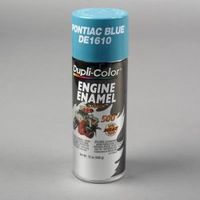 PONTIAC BLUE
DE1610
Dupli-Color
ENGINE
ENAMEL
500°